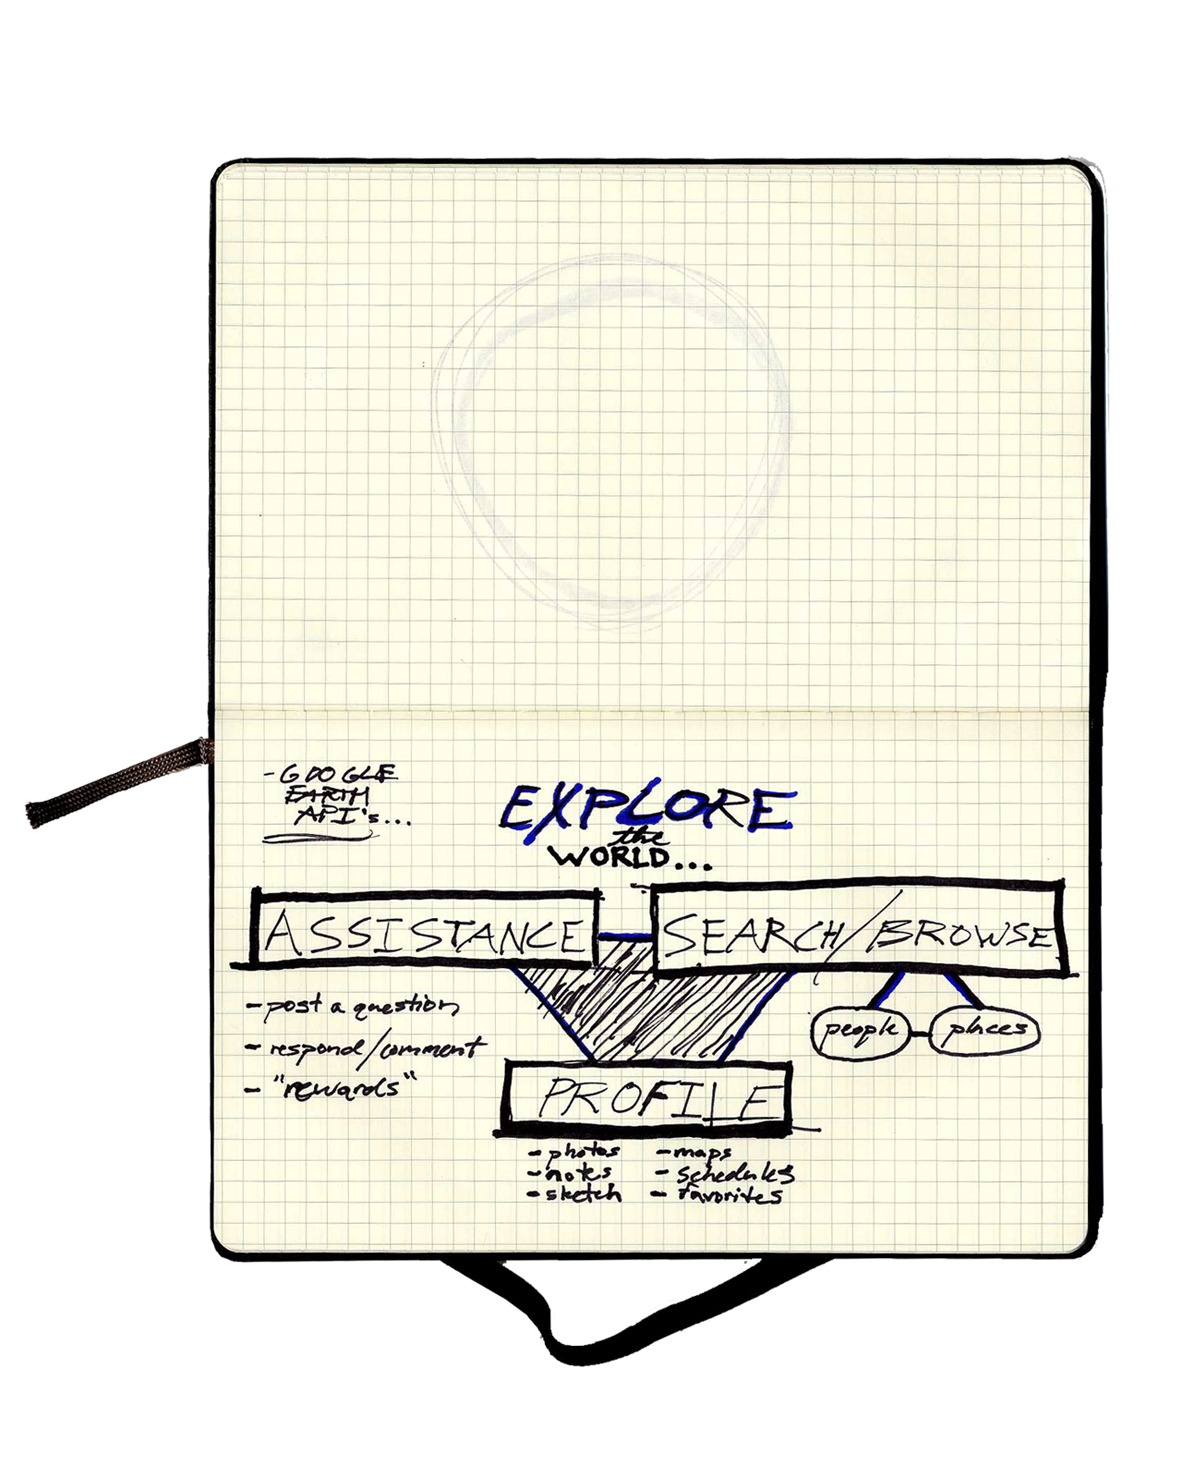 - GOOGLE
EARTH
API's...
EXPLORE
the
WORLD...
ASSISTANCE
SEARCH/BROWSE
- post a question
- respond/comment
- "rewards"
people
places
PROFILE
- photos
- notes
- sketch
- maps
- schedules
- favorites